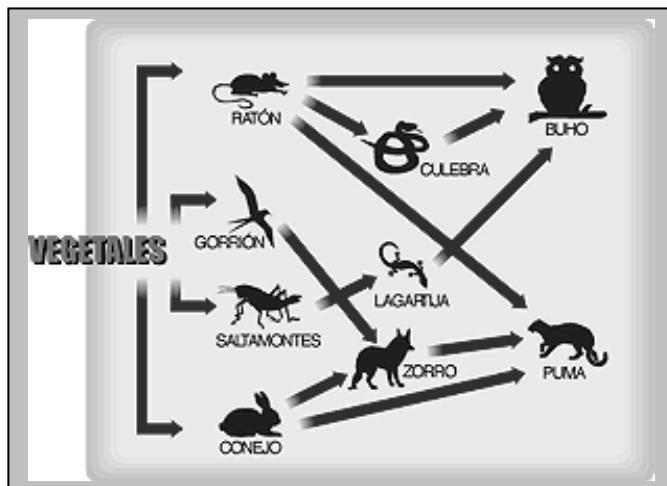 RATÓN
BUHO
CULEBRA
VEGETALES
GORRIÓN
LAGARTIJA
SALTAMONTES
ZORRO
PUMA
CONEJO